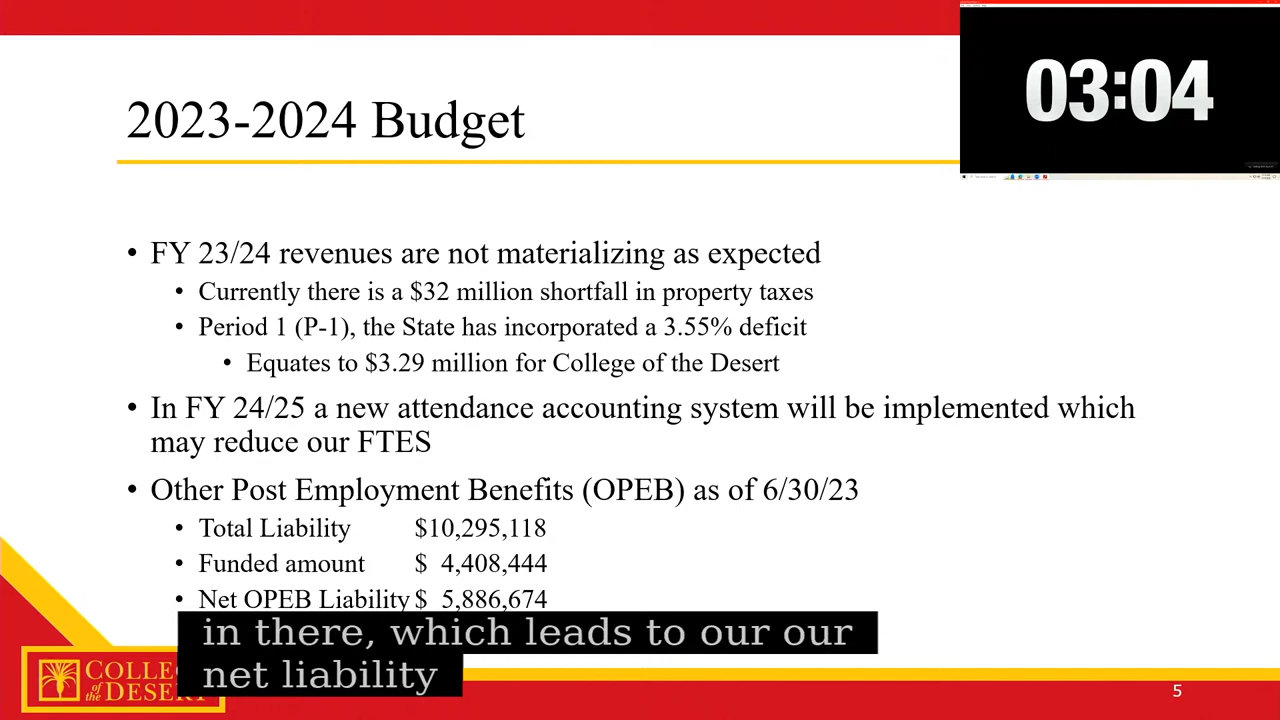 03:04
2023-2024 Budget
• FY 23/24 revenues are not materializing as expected
• Currently there is a $32 million shortfall in property taxes
• Period 1 (P-1), the State has incorporated a 3.55% deficit
• Equates to $3.29 million for College of the Desert
• In FY 24/25 a new attendance accounting system will be implemented which
may reduce our FTES
• Other Post Employment Benefits (OPEB) as of 6/30/23
• Total Liability $10,295,118
• Funded amount $ 4,408,444
• Net OPEB Liability $ 5,886,674
in there, which leads to our our
net liability
COLLEG
of the DESERT
5